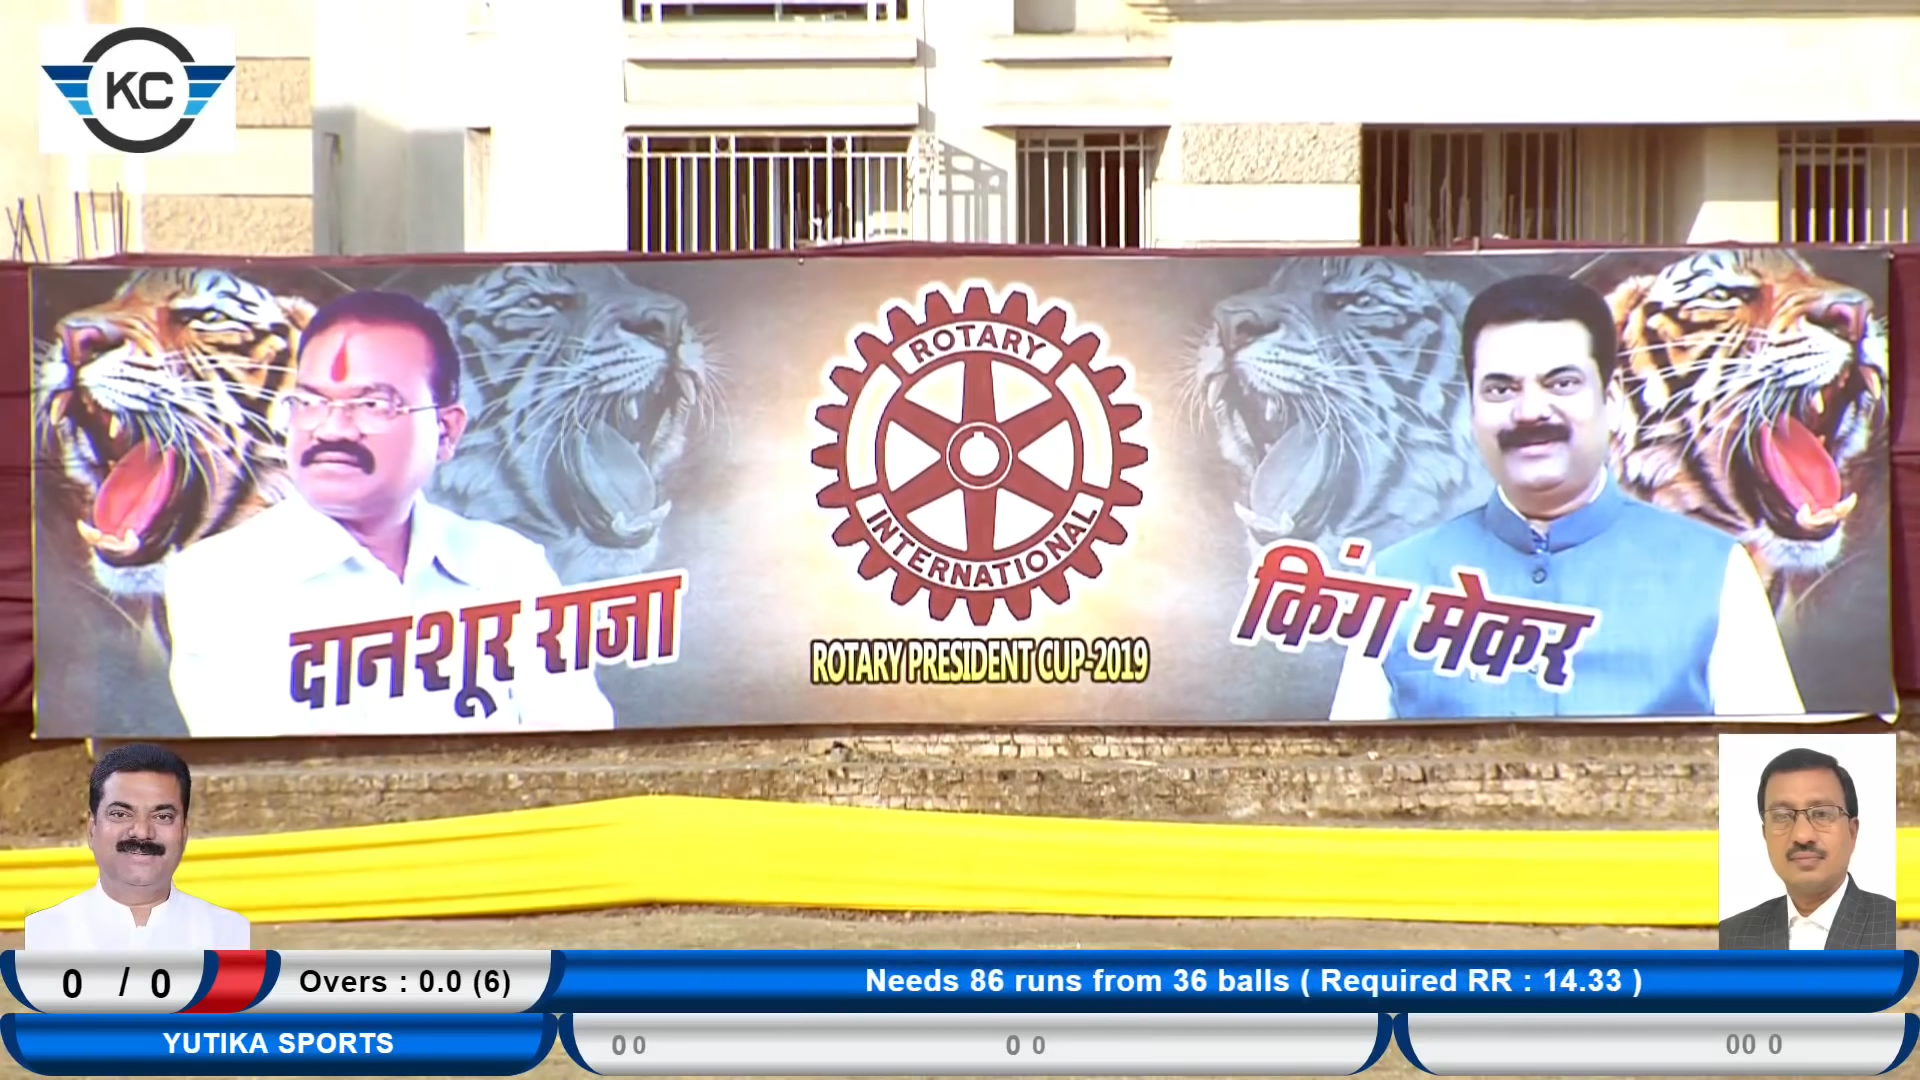 KC
ROTARY
INTERNATIONAL
दानशूर राजा
किंग मेकर
ROTARY PRESIDENT CUP-2019
0 / 0
Overs : 0.0 (6)
Needs 86 runs from 36 balls ( Required RR : 14.33 )
YUTIKA SPORTS
0 0
0 0
00 0